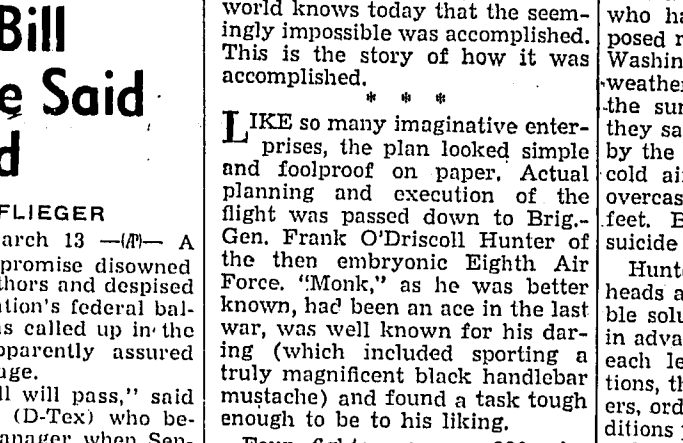 Bill
e Said
d
FLIEGER
arch 13 —(AP)— A
promise disowned
thors and despised
tion's federal bal-
s called up in the
pparently assured
uge.
ll will pass," said
(D-Tex) who be-
anager when Sen-
world knows today that the seem-
ingly impossible was accomplished.
This is the story of how it was
accomplished.
* * *
LIKE so many imaginative enter-
prises, the plan looked simple
and foolproof on paper. Actual
planning and execution of the
flight was passed down to Brig.-
Gen. Frank O'Driscoll Hunter of
the then embryonic Eighth Air
Force. "Monk," as he was better
known, had been an ace in the last
war, was well known for his dar-
ing (which included sporting a
truly magnificent black handlebar
mustache) and found a task tough
enough to be to his liking.
who ha
posed r
Washin
weather
the sur
they sa
by the
cold ai
overcas
feet. E
suicide
Hunte
heads a
ble solu
in adva
each le
tions, th
ers, ord
ditions